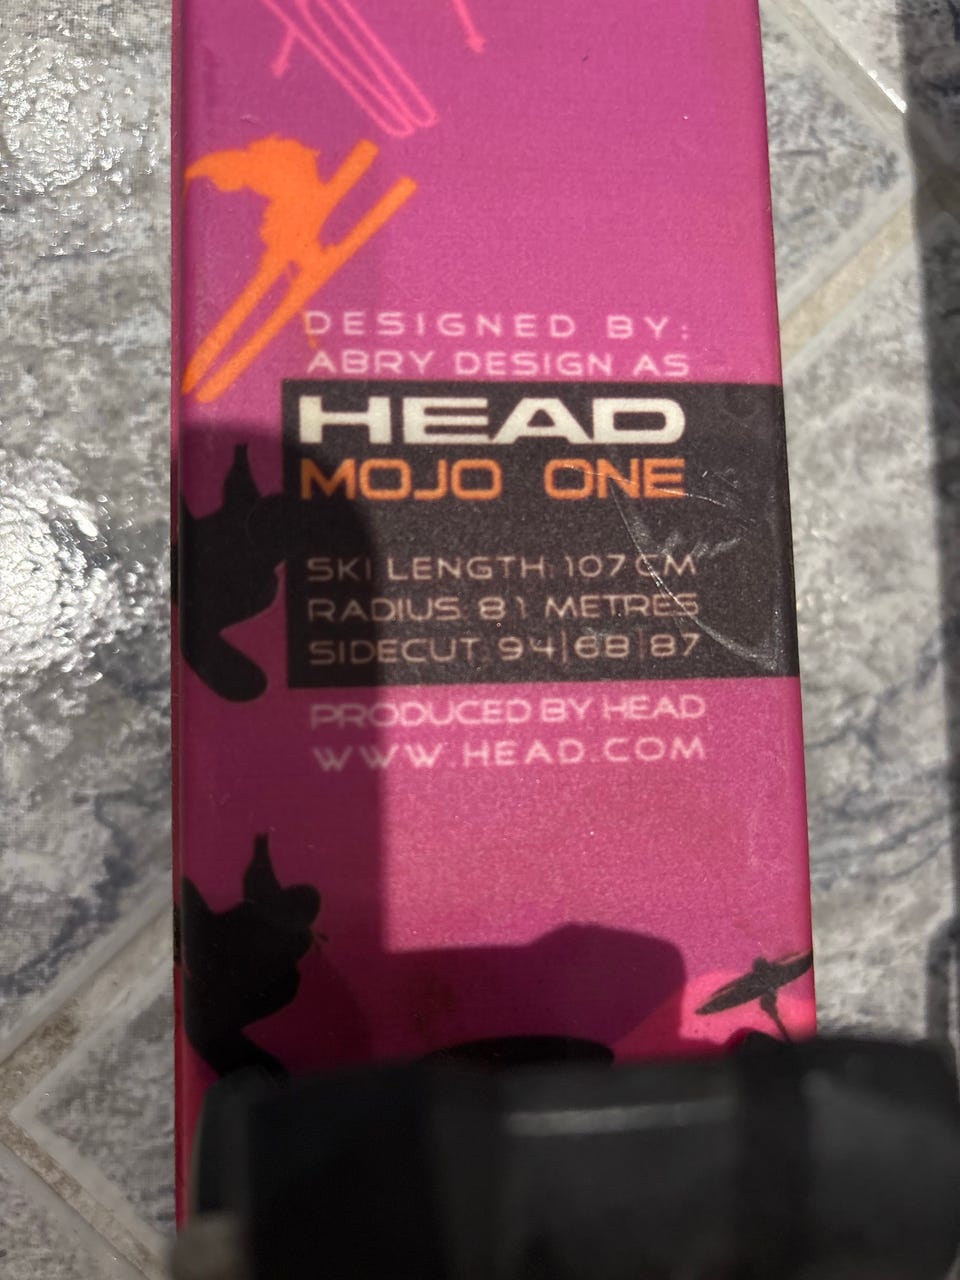 DESIGNED BY:
ABRY DESIGN AS
HEAD
MOJO ONE
SKI LENGTH: 107 CM
RADIUS: 8.1 METRES
SIDECUT: 94|68|87
PRODUCED BY HEAD
WWW.HEAD.COM